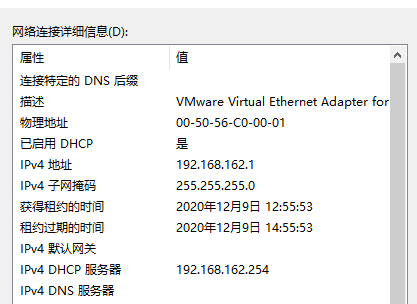 网络连接详细信息(D):
属性 值
连接特定的 DNS 后缀
描述 VMware Virtual Ethernet Adapter for
物理地址 00-50-56-C0-00-01
已启用 DHCP 是
IPv4 地址 192.168.162.1
IPv4 子网掩码 255.255.255.0
获得租约的时间 2020年12月9日 12:55:53
租约过期的时间 2020年12月9日 14:55:53
IPv4 默认网关
IPv4 DHCP 服务器 192.168.162.254
IPv4 DNS 服务器